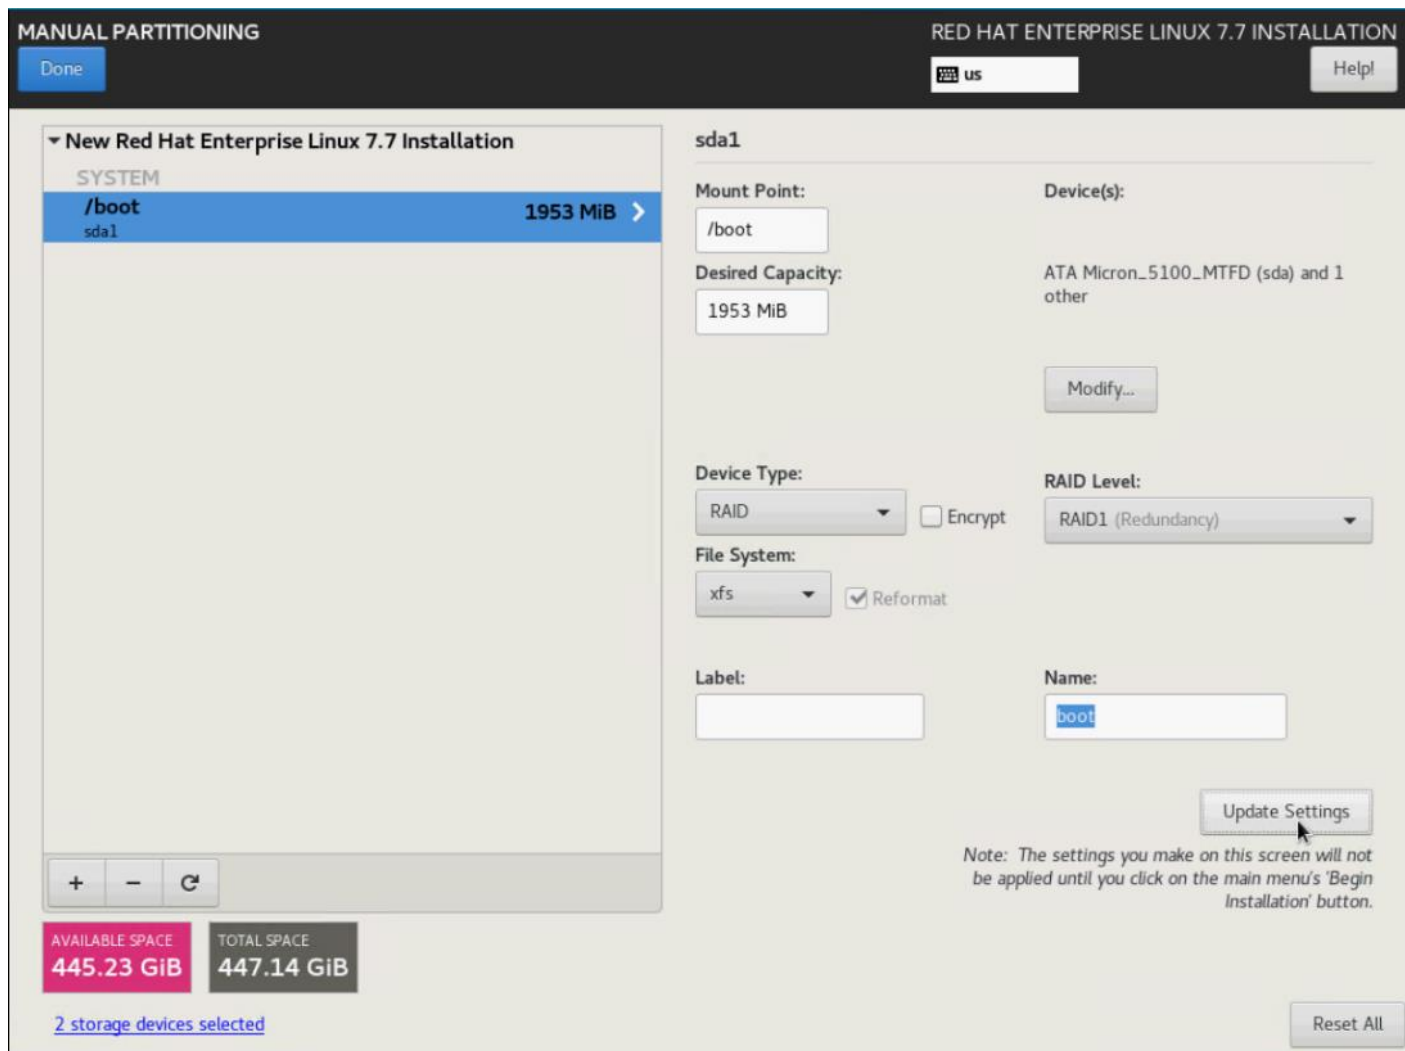 MANUAL PARTITIONING
RED HAT ENTERPRISE LINUX 7.7 INSTALLATION
Done
us
Help!
New Red Hat Enterprise Linux 7.7 Installation
SYSTEM
/boot
1953 MiB
sda1
sda1
Mount Point:
/boot
Device(s):
Desired Capacity:
1953 MiB
ATA Micron_5100_MTFD (sda) and 1
other
Modify...
Device Type:
RAID
Encrypt
RAID Level:
RAID1 (Redundancy)
File System:
xfs
Reformat
Label:
Name:
boot
Update Settings
Note: The settings you make on this screen will not
be applied until you click on the main menu's 'Begin
Installation' button.
AVAILABLE SPACE
445.23 GiB
TOTAL SPACE
447.14 GiB
2 storage devices selected
Reset All